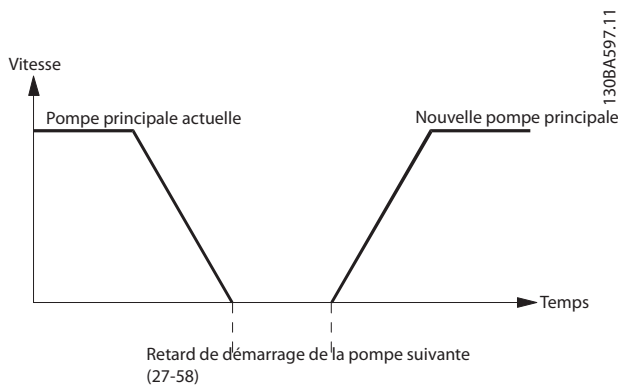 130BA597.11
Vitesse
Pompe principale actuelle
Nouvelle pompe principale
Temps
Retard de démarrage de la pompe suivante
(27-58)